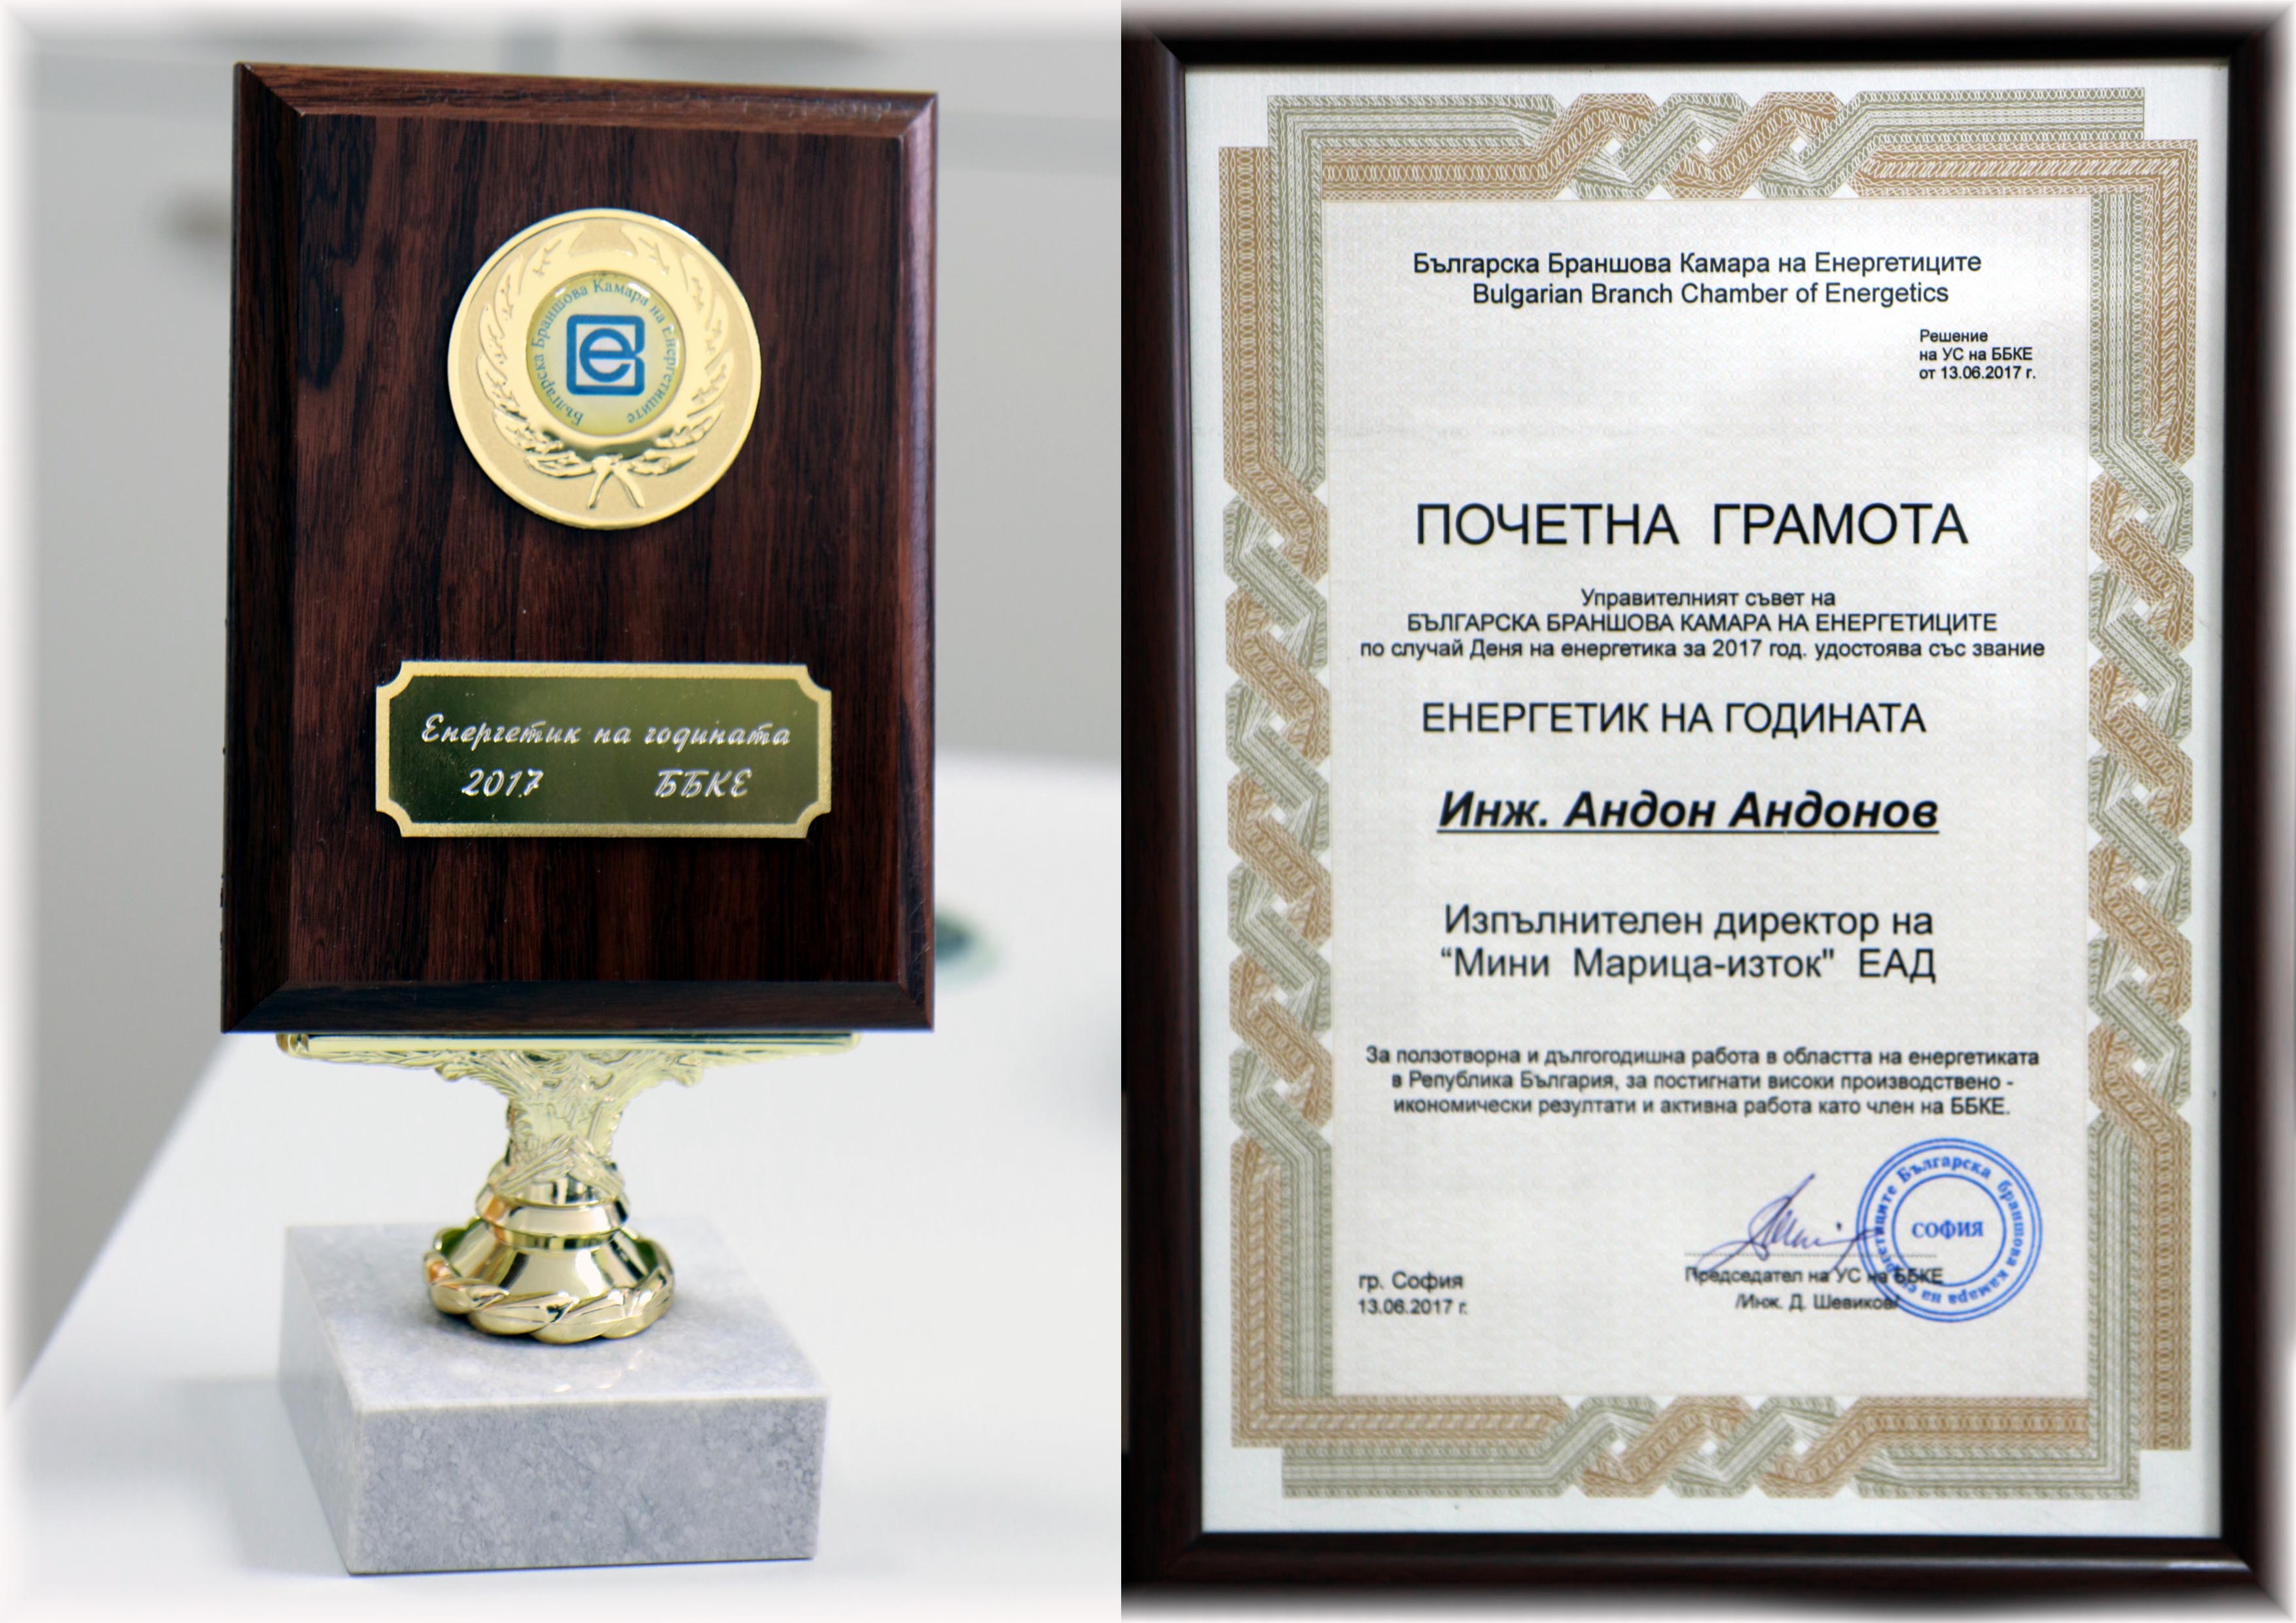 Българска Браншова Камара на Енергетиците
e
Енергетик на годината
2017 ББКЕ
Българска Браншова Камара на Енергетиците
Bulgarian Branch Chamber of Energetics
Решение
на УС на ББКЕ
от 13.06.2017 г.
ПОЧЕТНА ГРАМОТА
Управителният съвет на
БЪЛГАРСКА БРАНШОВА КАМАРА НА ЕНЕРГЕТИЦИТЕ
по случай Деня на енергетика за 2017 год. удостоява със звание
ЕНЕРГЕТИК НА ГОДИНАТА
Инж. Андон Андонов
Изпълнителен директор на
“Мини Марица-изток" ЕАД
За ползотворна и дългогодишна работа в областта на енергетиката
в Република България, за постигнати високи производствено -
икономически резултати и активна работа като член на ББКЕ.
Българска браншова камара на енергетиците
СОФИЯ
гр. София
13.06.2017 г.
Председател на УС на ББКЕ
/Инж. Д. Шевиков/